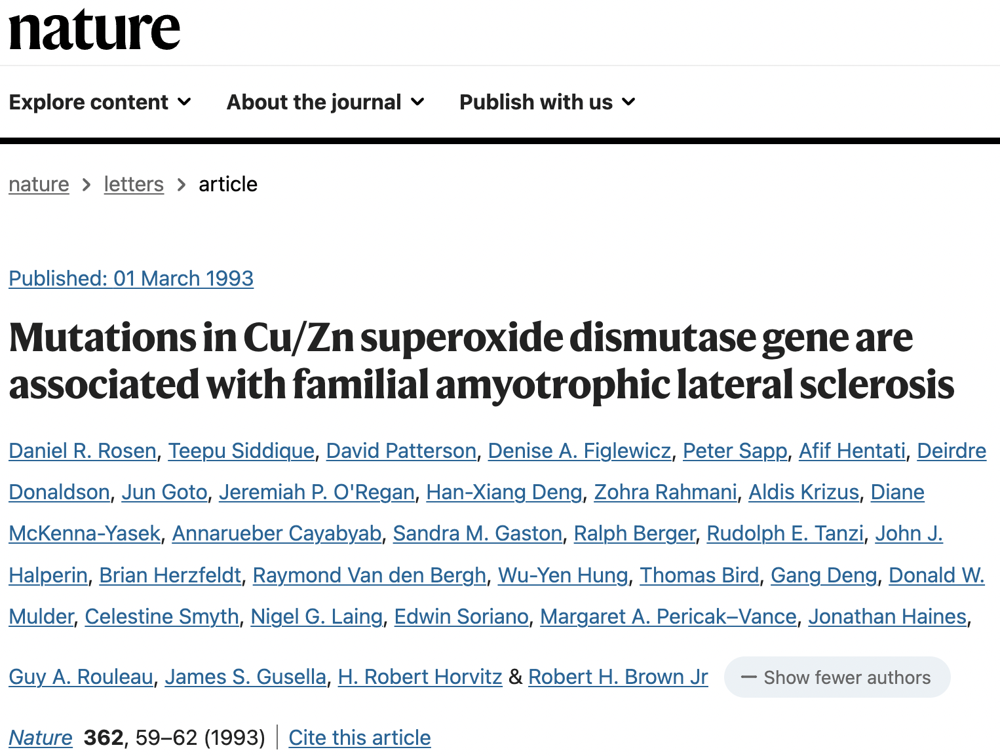 nature
Explore content About the journal Publish with us
nature > letters > article
Published: 01 March 1993
Mutations in Cu/Zn superoxide dismutase gene are
associated with familial amyotrophic lateral sclerosis
Daniel R. Rosen, Teepu Siddique, David Patterson, Denise A. Figlewicz, Peter Sapp, Afif Hentati, Deirdre
Donaldson, Jun Goto, Jeremiah P. O'Regan, Han-Xiang Deng, Zohra Rahmani, Aldis Krizus, Diane
McKenna-Yasek, Annarueber Cayabyab, Sandra M. Gaston, Ralph Berger, Rudolph E. Tanzi, John J.
Halperin, Brian Herzfeldt, Raymond Van den Bergh, Wu-Yen Hung, Thomas Bird, Gang Deng, Donald W.
Mulder, Celestine Smyth, Nigel G. Laing, Edwin Soriano, Margaret A. Pericak–Vance, Jonathan Haines,
Guy A. Rouleau, James S. Gusella, H. Robert Horvitz & Robert H. Brown Jr — Show fewer authors
Nature 362, 59–62 (1993) | Cite this article